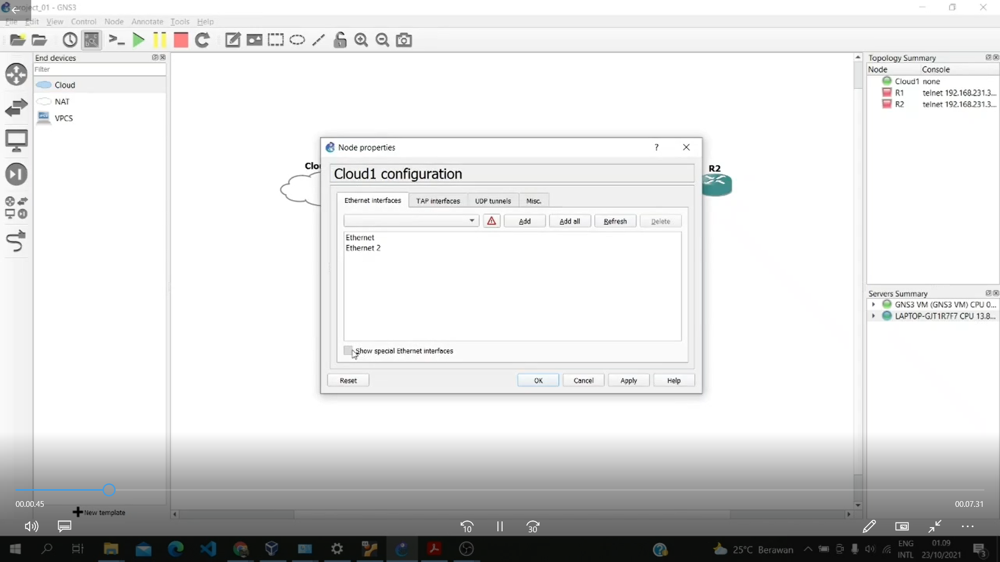 project_01 - GNS3
File Edit View Control Node Annotate Tools Help
End devices
Filter
Cloud
NAT
VPCS
New template
R2
Node properties
?
Cloud1 configuration
Ethernet interfaces TAP interfaces UDP tunnels Misc.
Add Add all Refresh Delete
Ethernet
Ethernet 2
Show special Ethernet interfaces
Reset OK Cancel Apply Help
Topology Summary
Node Console
Cloud1 none
R1 telnet 192.168.231.3...
R2 telnet 192.168.231.3...
Servers Summary
GNS3 VM (GNS3 VM) CPU 0...
LAPTOP-GJT1R7F7 CPU 13.8...
00.00.45
00.07.31
10
30
25°C Berawan
ENG
INTL
01.09
23/10/2021
3